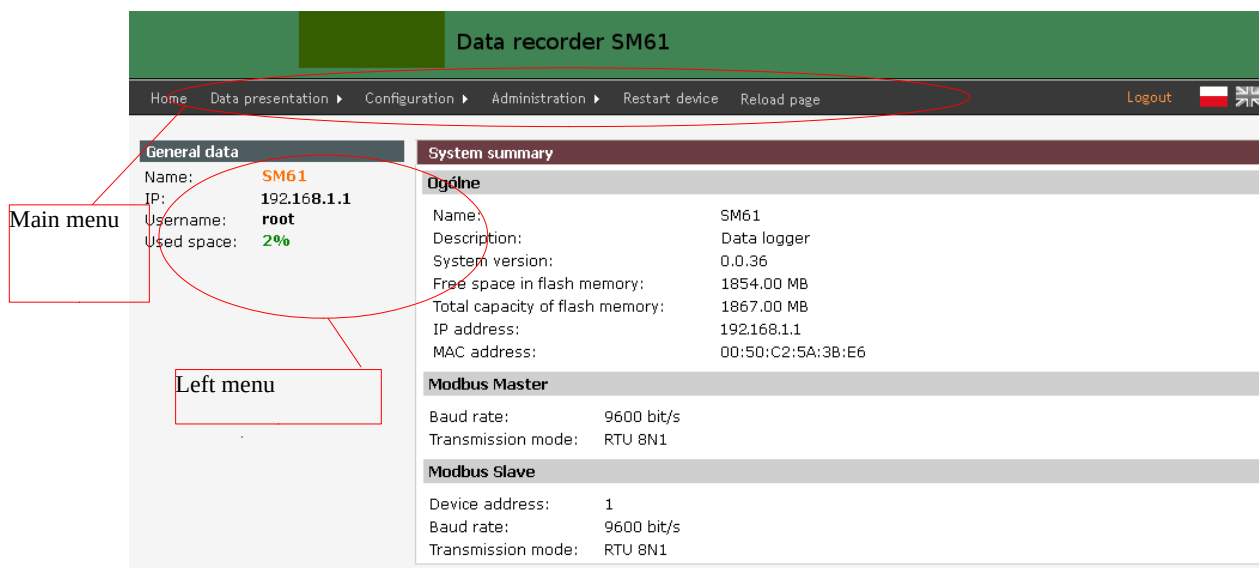 Data recorder SM61
Home Data presentation Configuration Administration Restart device Reload page Logout
General data
Name: SM61
IP: 192.168.1.1
Username: root
Used space: 2%
Main menu
Left menu
System summary
Ogólne
Name: SM61
Description: Data logger
System version: 0.0.36
Free space in flash memory: 1854.00 MB
Total capacity of flash memory: 1867.00 MB
IP address: 192.168.1.1
MAC address: 00:50:C2:5A:3B:E6
Modbus Master
Baud rate: 9600 bit/s
Transmission mode: RTU 8N1
Modbus Slave
Device address: 1
Baud rate: 9600 bit/s
Transmission mode: RTU 8N1